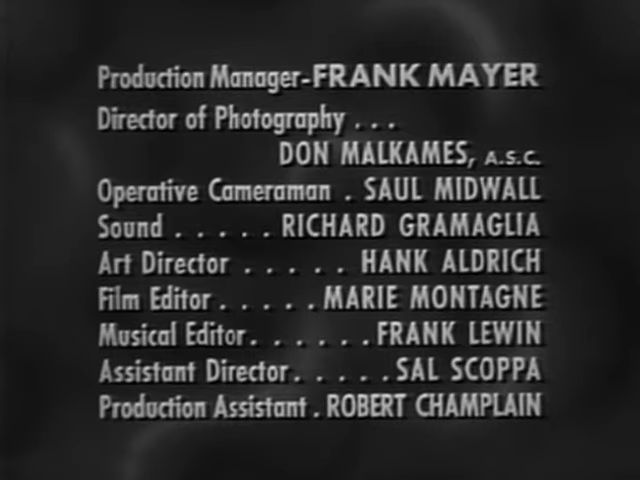 Production Manager-FRANK MAYER
Director of Photography . . .
DON MALKAMES, A.S.C.
Operative Cameraman . SAUL MIDWALL
Sound . . . . . RICHARD GRAMAGLIA
Art Director . . . . . HANK ALDRICH
Film Editor . . . . . MARIE MONTAGNE
Musical Editor . . . . . . FRANK LEWIN
Assistant Director . . . . . SAL SCOPPA
Production Assistant . ROBERT CHAMPLAIN